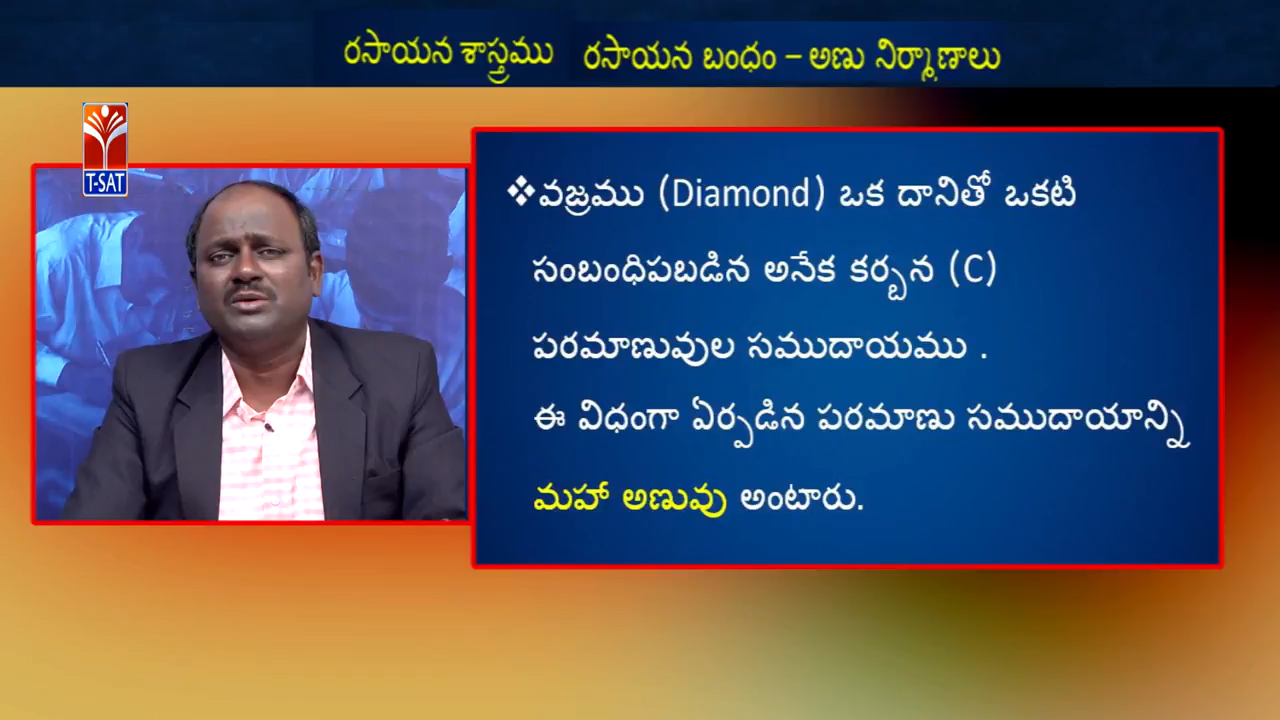 రసాయన శాస్త్రము రసాయన బంధం – అణు నిర్మాణాలు
T-SAT
❖వజ్రము (Diamond) ఒక దానితో ఒకటి
సంబంధిపబడిన అనేక కర్బన (C)
పరమాణువుల సముదాయము .
ఈ విధంగా ఏర్పడిన పరమాణు సముదాయాన్ని
మహా అణువు అంటారు.